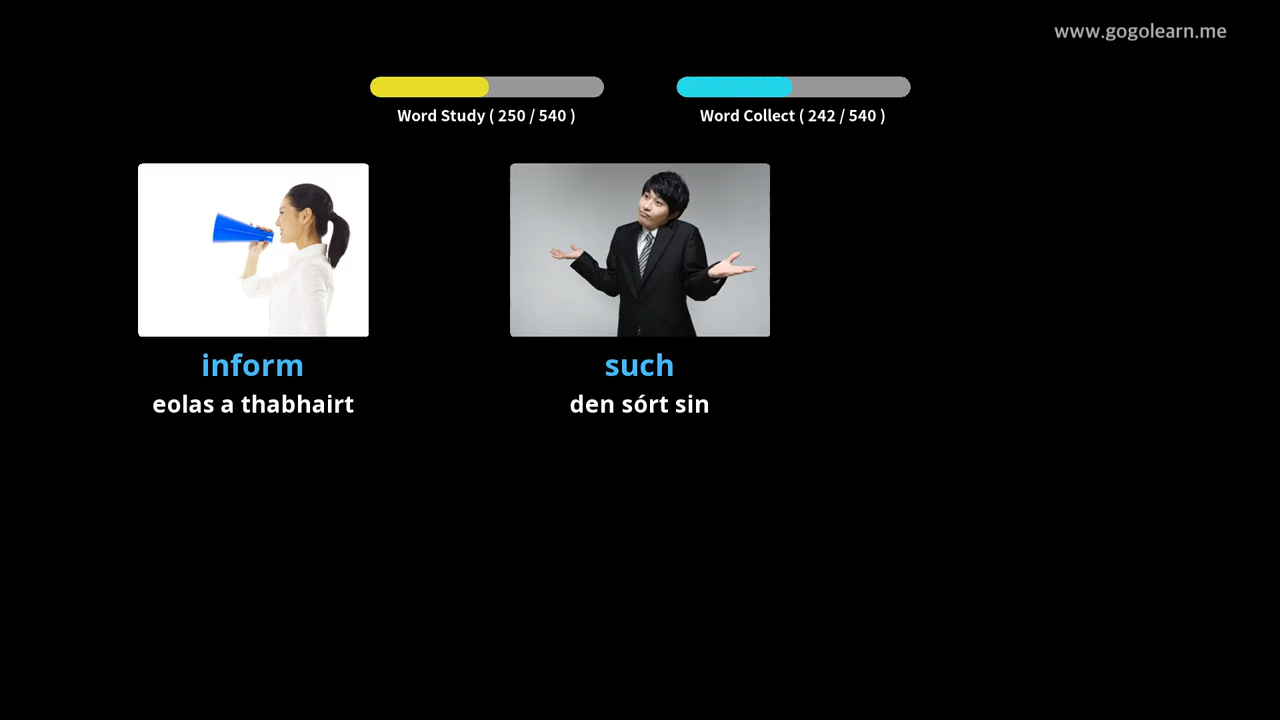 www.gogolearn.me
Word Study ( 250 / 540 )
Word Collect ( 242 / 540 )
inform
eolas a thabhairt
such
den sórt sin